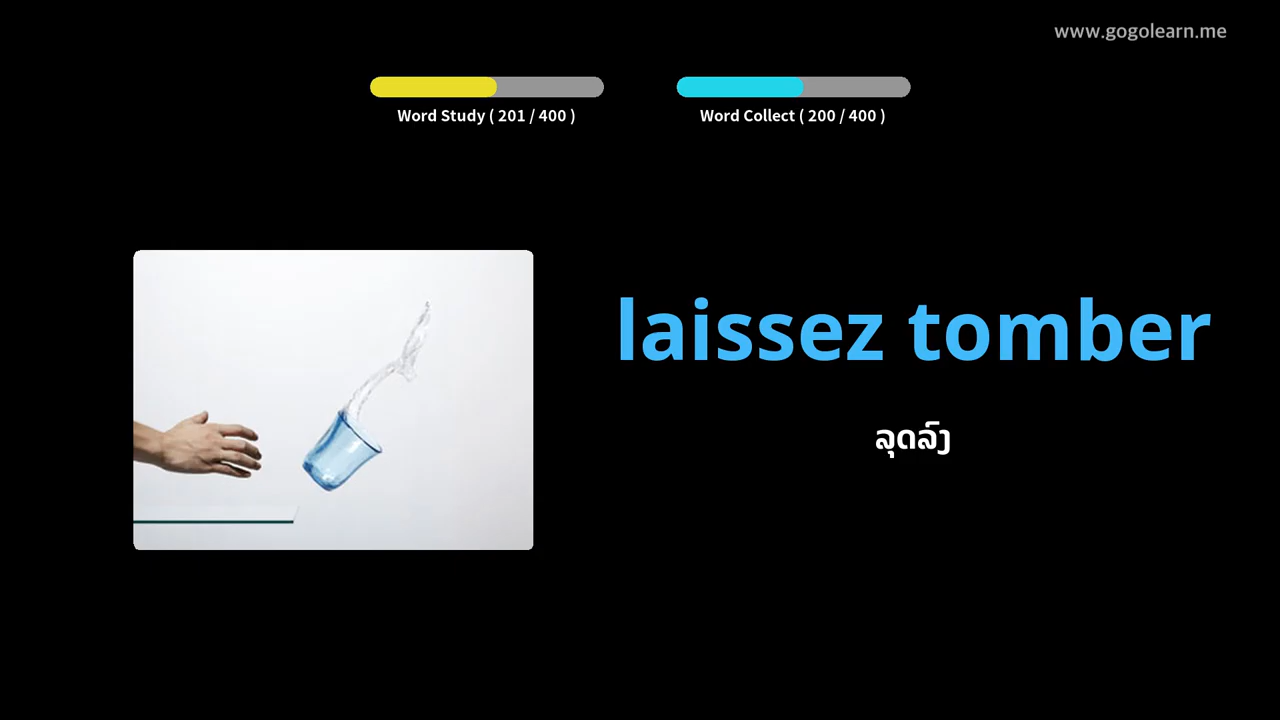 www.gogolearn.me
Word Study ( 201 / 400 )
Word Collect ( 200 / 400 )
laissez tomber
ລຸດລົງ